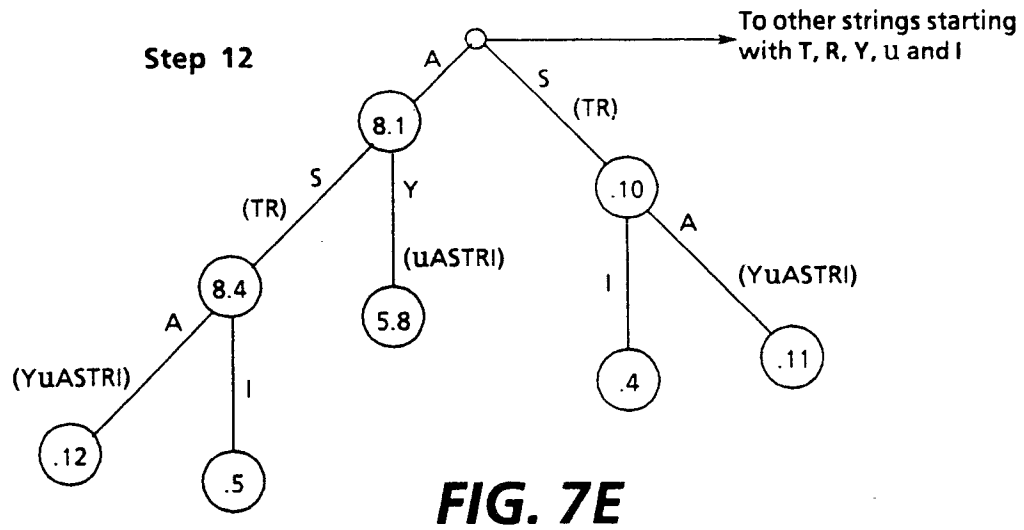 To other strings starting
with T, R, Y, u and I
Step 12
A
S
(TR)
8.1
S
Y
(TR)
.10
A
(uASTRI)
I
(YuASTRI)
8.4
5.8
A
(YuASTRI)
I
.4
.11
.12
.5
FIG. 7E